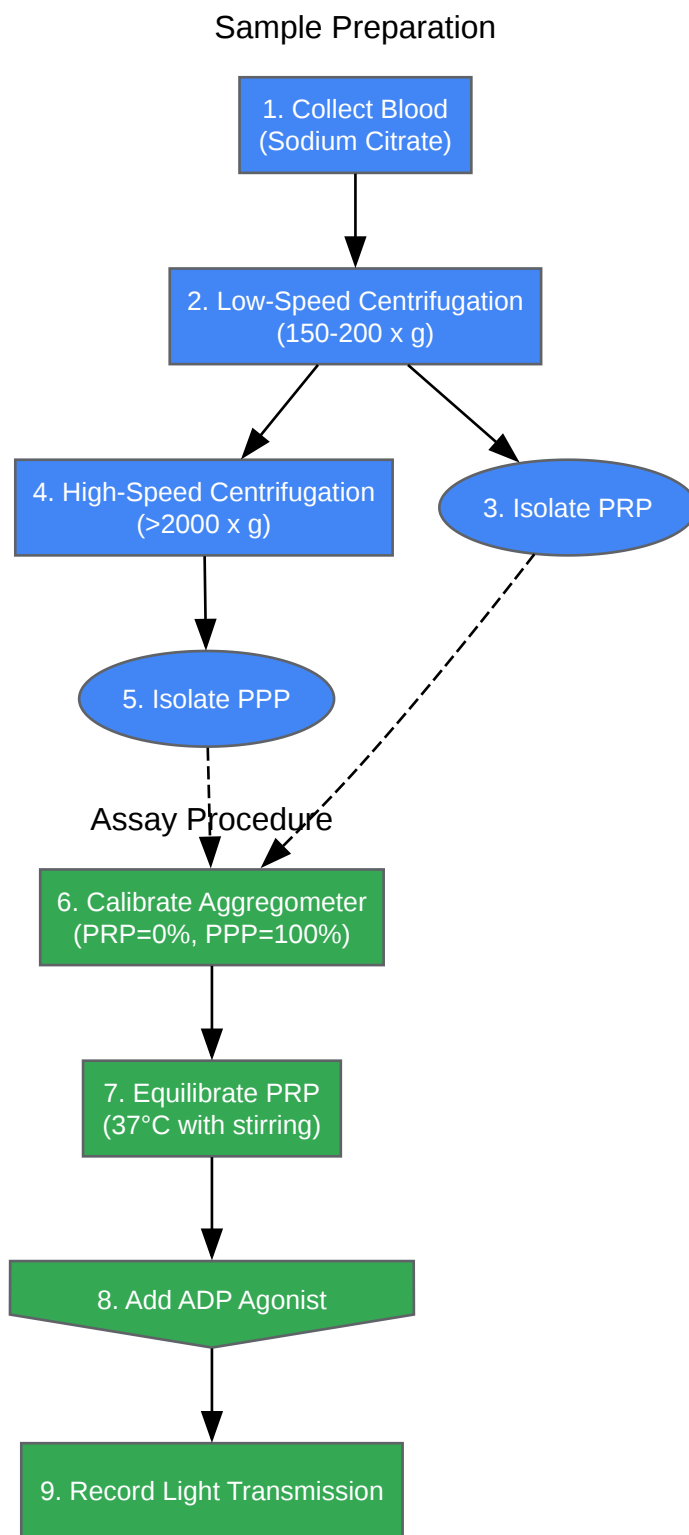 Sample Preparation
1. Collect Blood
(Sodium Citrate)
2. Low-Speed Centrifugation
(150-200 x g)
4. High-Speed Centrifugation
(>2000 x g)
3. Isolate PRP
5. Isolate PPP
Assay Procedure
6. Calibrate Aggregometer
(PRP=0%, PPP=100%)
7. Equilibrate PRP
(37°C with stirring)
8. Add ADP Agonist
9. Record Light Transmission